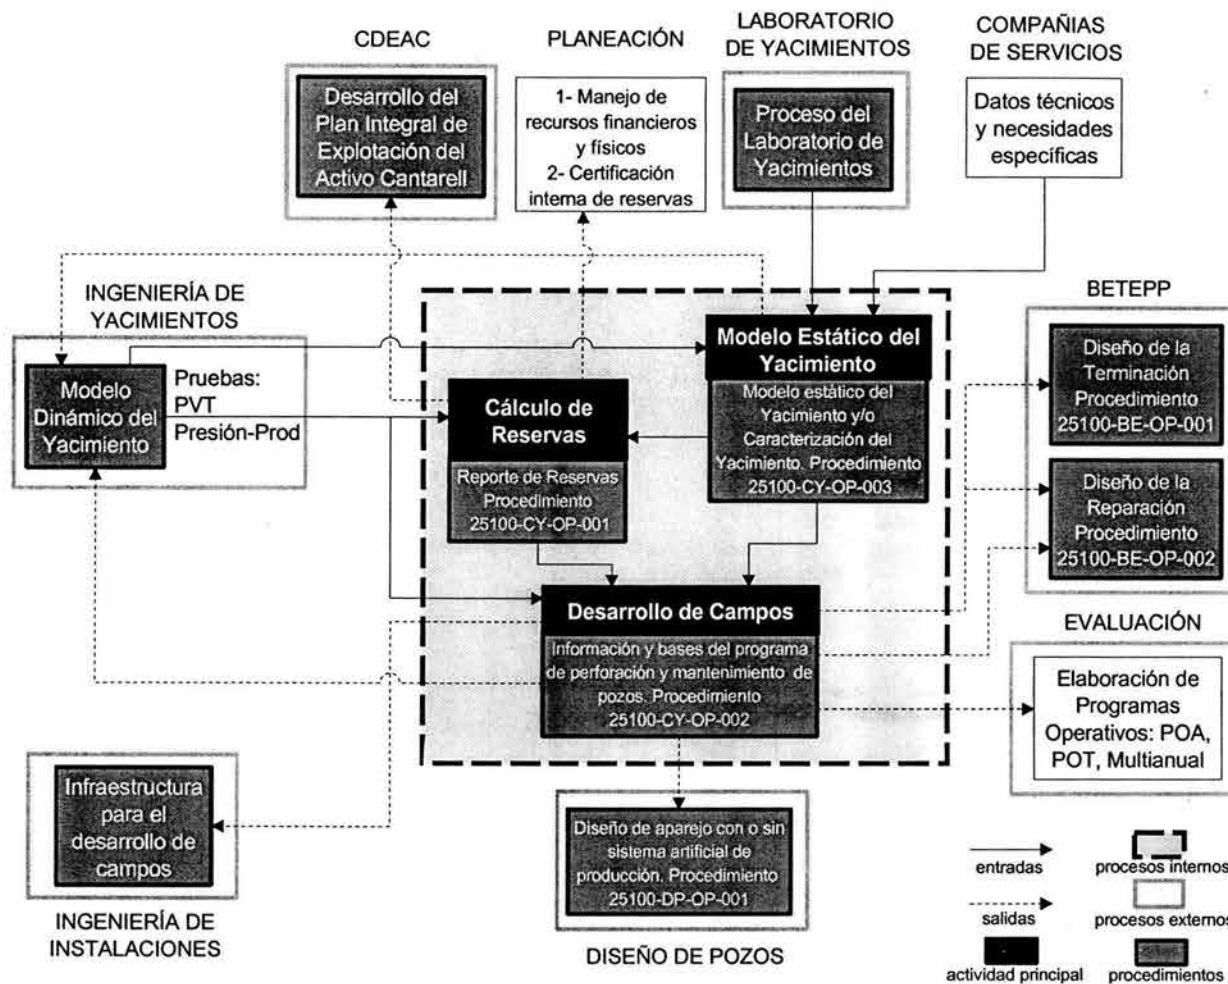 CDEAC
Desarrollo del
Plan Integral de
Explotación del
Activo Cantarell
PLANEACIÓN
1- Manejo de
recursos financieros
y físicos
2- Certificación
interna de reservas
LABORATORIO
DE YACIMIENTOS
Proceso del
Laboratorio de
Yacimientos
COMPAÑIAS
DE SERVICIOS
Datos técnicos
y necesidades
específicas
INGENIERÍA DE
YACIMIENTOS
Modelo
Dinámico del
Yacimiento
Pruebas:
PVT
Presión-Prod
Modelo Estático del
Yacimiento
Modelo estático del
Yacimiento y/o
Caracterización del
Yacimiento. Procedimiento
25100-CY-OP-003
Cálculo de
Reservas
Reporte de Reservas
Procedimiento
25100-CY-OP-001
BETEPP
Diseño de la
Terminación
Procedimiento
25100-BE-OP-001
Diseño de la
Reparación
Procedimiento
25100-BE-OP-002
Desarrollo de Campos
Información y bases del programa
de perforación y mantenimiento de
pozos. Procedimiento
25100-CY-OP-002
EVALUACIÓN
Elaboración de
Programas
Operativos: POA,
POT, Multianual
Infraestructura
para el
desarrollo de
campos
INGENIERÍA DE
INSTALACIONES
Diseño de aparejo con o sin
sistema artificial de
producción. Procedimiento
25100-DP-OP-001
DISEÑO DE POZOS
entradas
procesos internos
salidas
procesos externos
actividad principal
procedimientos